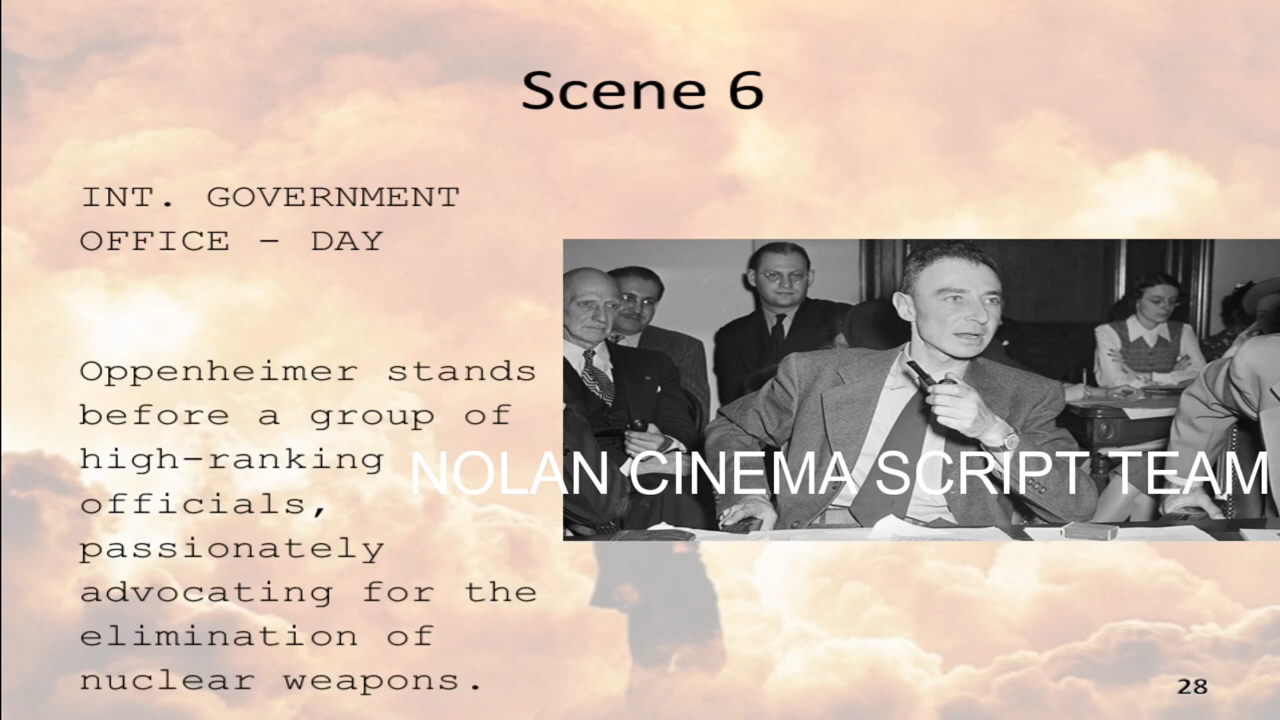 Scene 6
INT. GOVERNMENT
OFFICE – DAY
Oppenheimer stands
before a group of
high-ranking
officials,
passionately
advocating for the
elimination of
nuclear weapons.
NOLAN CINEMA SCRIPT TEAM
28